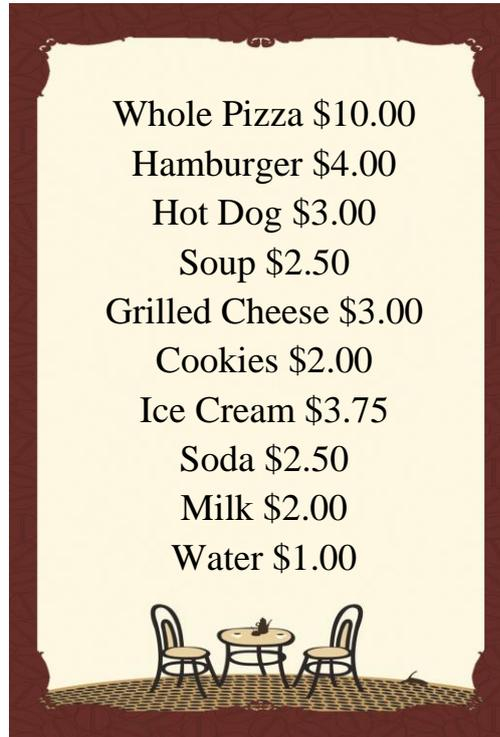 Whole Pizza $10.00
Hamburger $4.00
Hot Dog $3.00
Soup $2.50
Grilled Cheese $3.00
Cookies $2.00
Ice Cream $3.75
Soda $2.50
Milk $2.00
Water $1.00